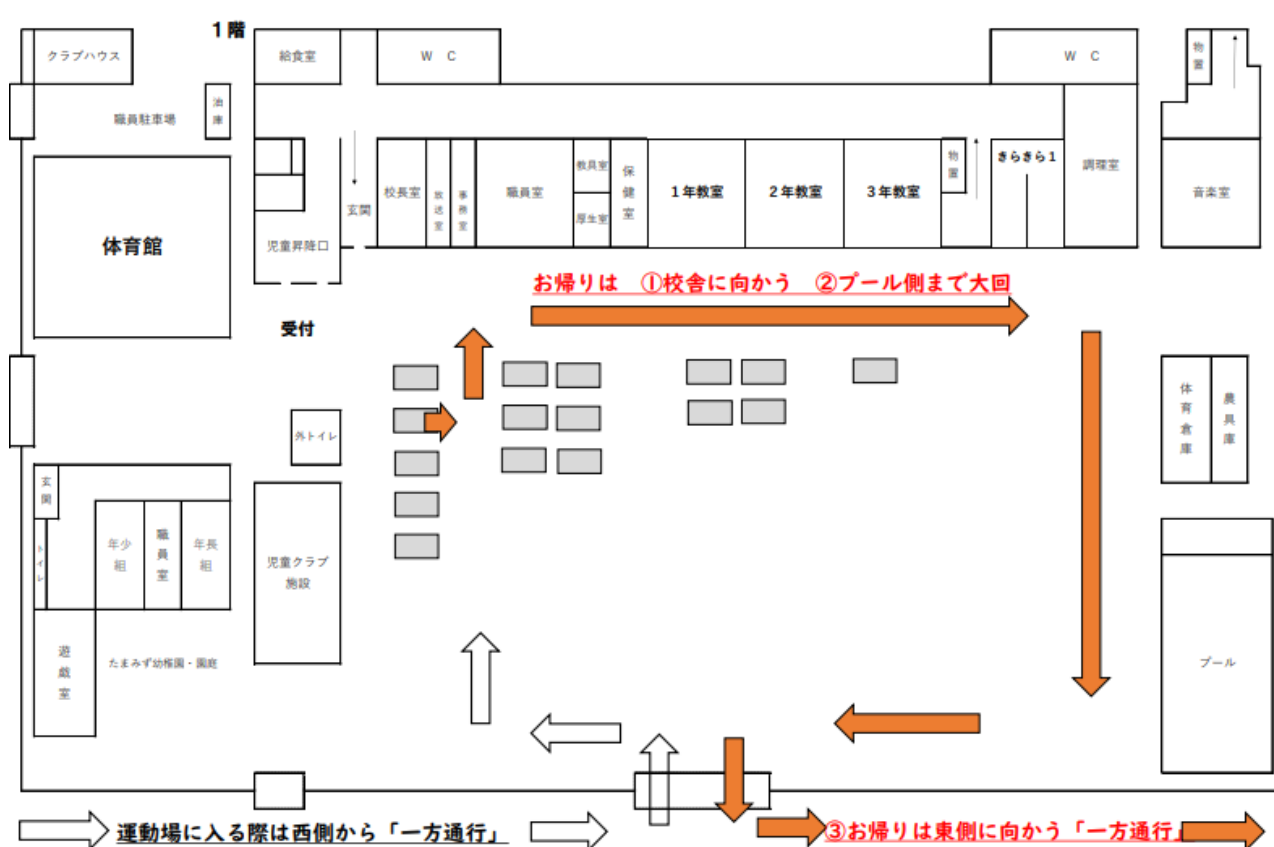 1階
クラブハウス
給食室
W C
W C
物置
職員駐車場
油庫
校長室
放送室
事務室
職員室
教具室
厚生室
保健室
1年教室
2年教室
3年教室
物置
きらきら1
調理室
音楽室
玄関
体育館
児童昇降口
お帰りは ①校舎に向かう ②プール側まで大回
受付
外トイレ
体育倉庫
農具庫
玄関
トイレ
年少組
職員室
年長組
児童クラブ
施設
遊戯室
たまみず幼稚園・園庭
プール
運動場に入る際は西側から「一方通行」
③お帰りは東側に向かう「一方通行」